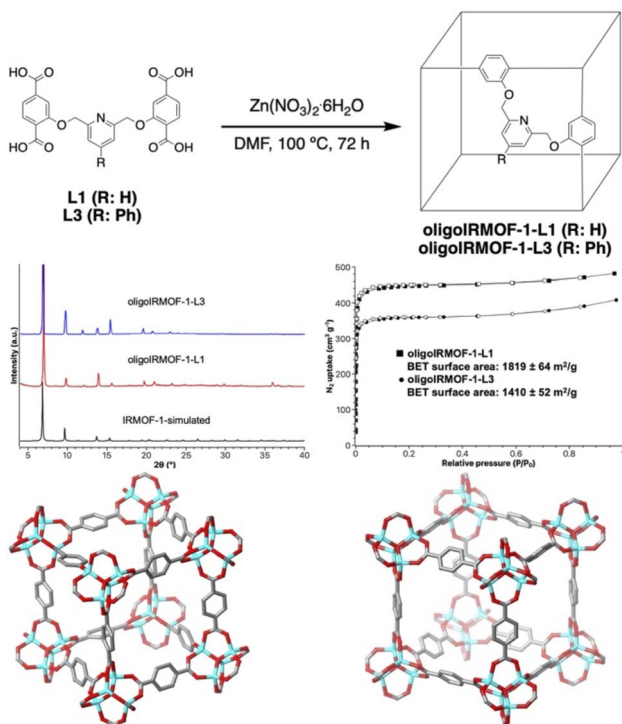 OH
O
O
OH
N
O
O
HO
O
R
O
OH
L1 (R: H)
L3 (R: Ph)
Zn(NO₃)₂·6H₂O
DMF, 100 ºC, 72 h
O
N
O
R
oligoIRMOF-1-L1 (R: H)
oligoIRMOF-1-L3 (R: Ph)
Intensity (a.u.)
oligoIRMOF-1-L3
oligoIRMOF-1-L1
IRMOF-1-simulated
5 10 15 20 25 30 35 40
2Θ (°)
N₂ uptake (cm³ g⁻¹)
500
400
300
200
100
0
oligoIRMOF-1-L1
BET surface area: 1819 ± 64 m²/g
oligoIRMOF-1-L3
BET surface area: 1410 ± 52 m²/g
0 0.2 0.4 0.6 0.8 1
Relative pressure (P/P₀)